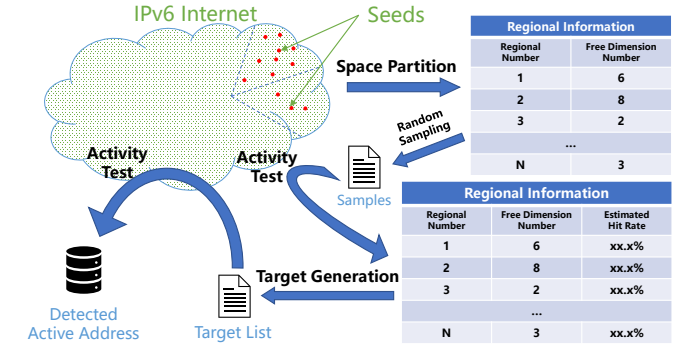 IPv6 Internet
Seeds
Space Partition
Regional Information
Regional Number
Free Dimension Number
1 6
2 8
3 2
...
N 3
Random Sampling
Activity Test
Activity Test
Samples
Regional Information
Regional Number
Free Dimension Number
Estimated Hit Rate
1 6 xx.x%
2 8 xx.x%
3 2 xx.x%
...
N 3 xx.x%
Target Generation
Detected
Active Address
Target List